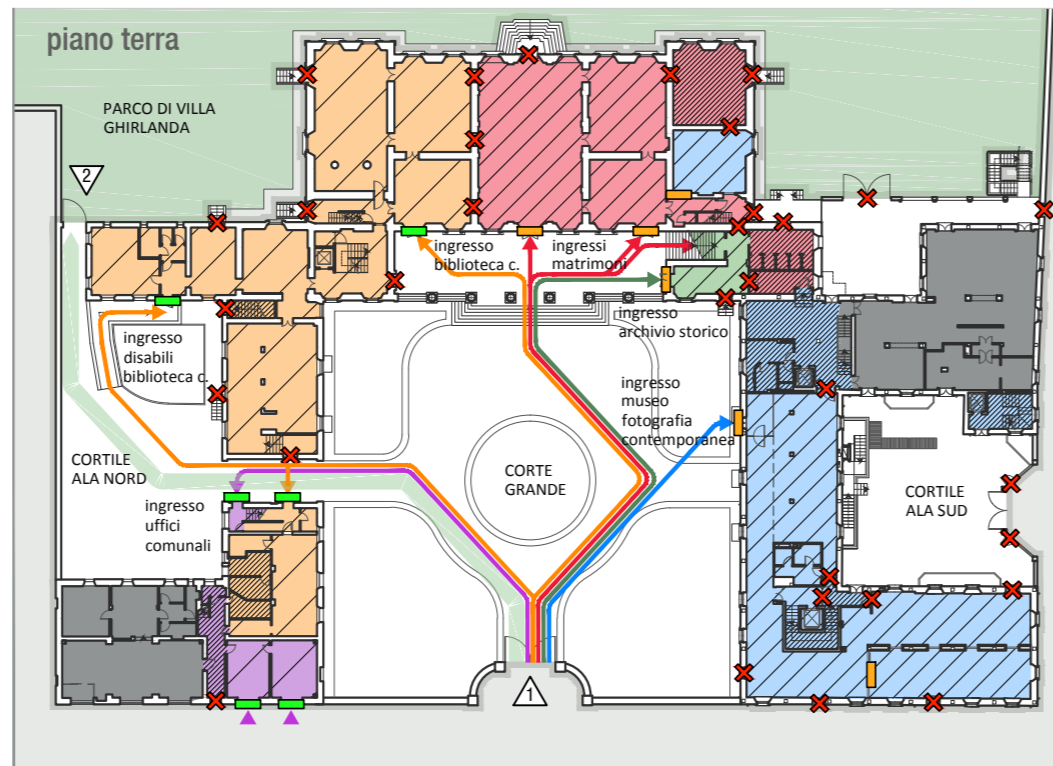 piano terra
PARCO DI VILLA
GHIRLANDA
2
ingresso
biblioteca c.
ingressi
matrimoni
ingresso
archivio storico
ingresso
disabili
biblioteca c.
ingresso
museo
fotografia
contemporanea
CORTILE
ALA NORD
CORTE
GRANDE
CORTILE
ALA SUD
ingresso
uffici
comunali
1